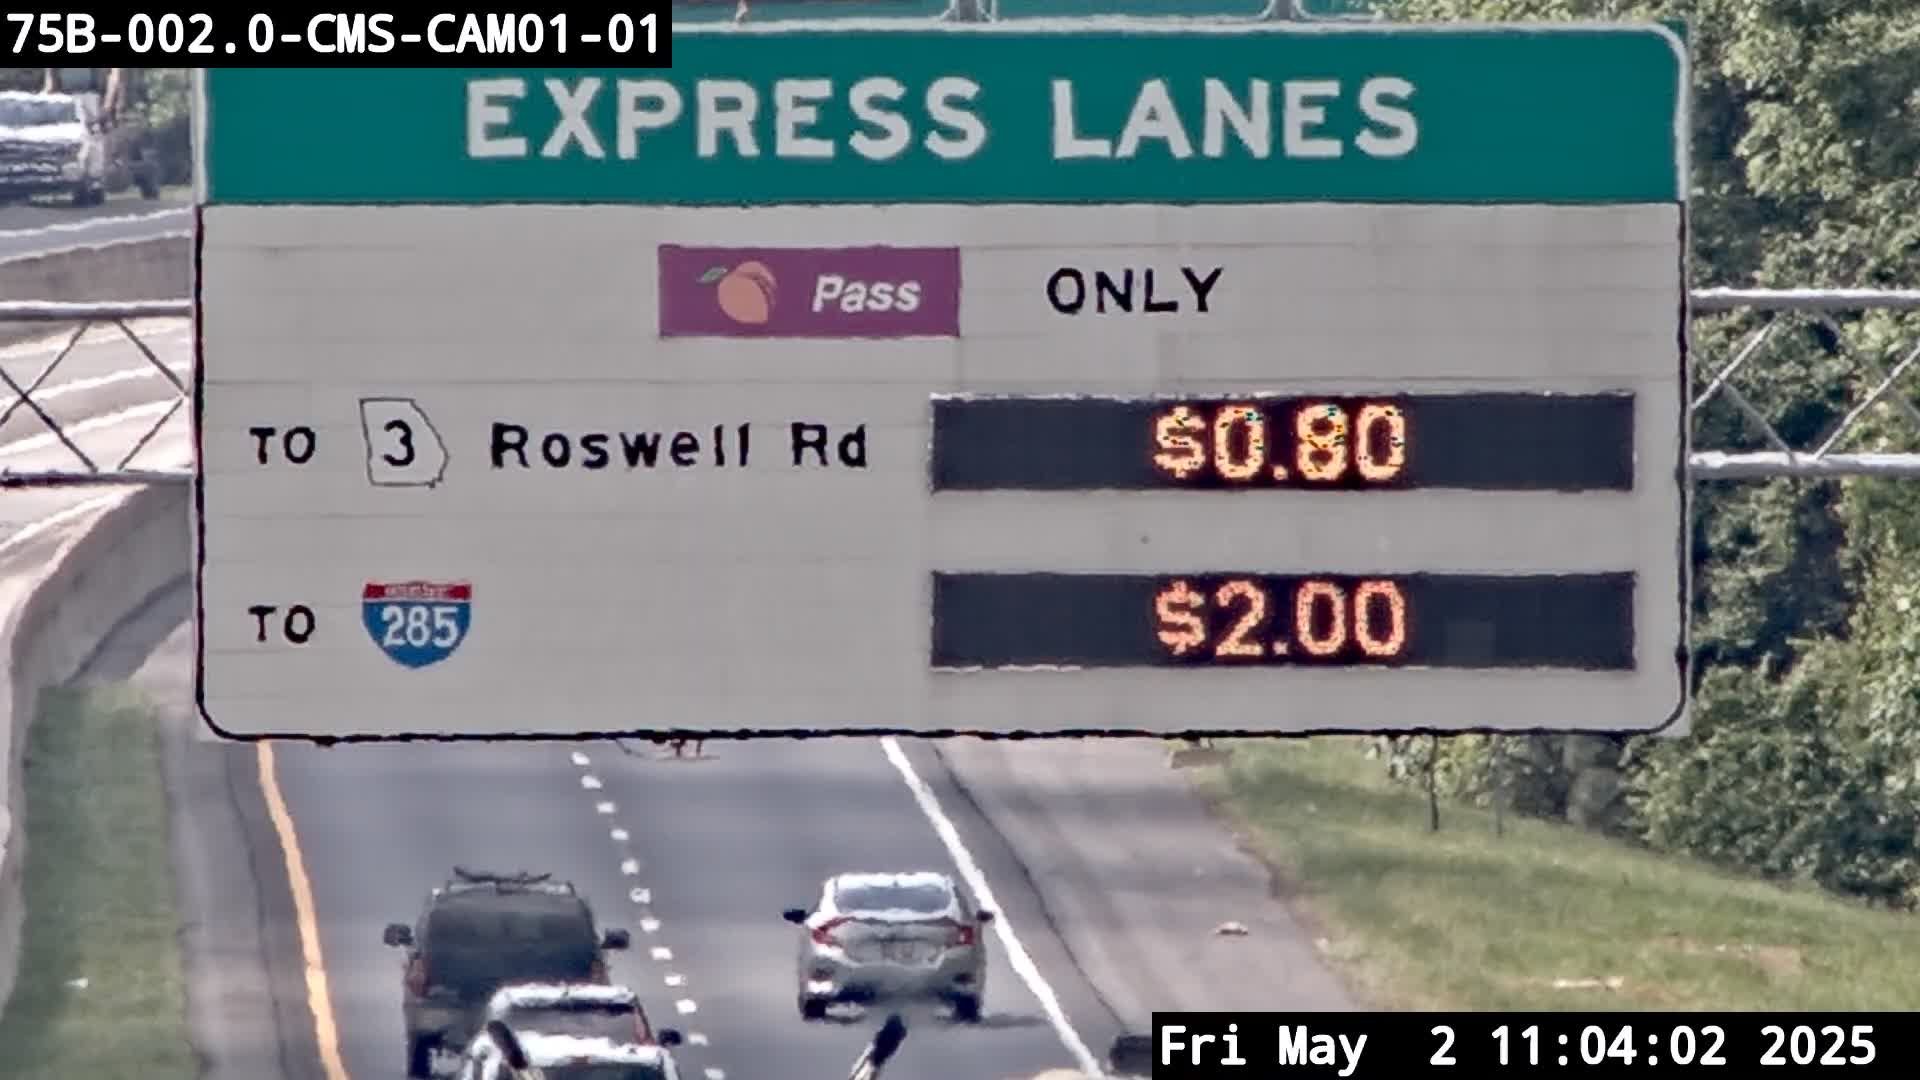 75B-002.0-CMS-CAM01-01
EXPRESS LANES
Pass ONLY
TO 3 Roswell Rd $0.80
TO 285 $2.00
Fri May 2 11:04:02 2025